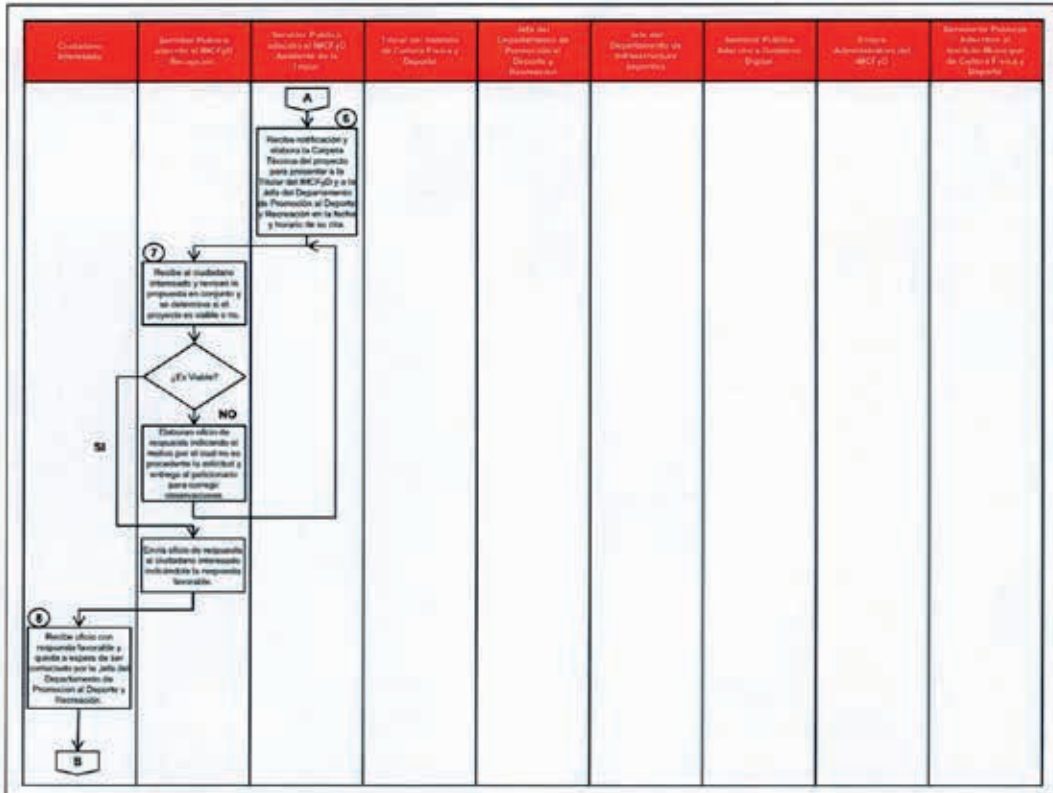 Ciudadano
Interesado
Servidor Público
adscrito al IMCFyD
Recepción
Servidor Público
adscrito al IMCFyD
Asistente de la
Titular
Titular del Instituto
de Cultura Física y
Deporte
Jefa del
Departamento de
Promoción al
Deporte y
Recreación
Jefe del
Departamento de
Infraestructura
Deportiva
Servidor Público
Adscrito a Gobierno
Digital
Enlace
Administrativo del
IMCFyD
Servidores Públicos
Adscritos al
Instituto Municipal
de Cultura Física y
Deporte
A
6
Recibe notificación y
elabora la Carpeta
Técnica del proyecto
para presentar a la
Titular del IMCFyD y a la
Jefa del Departamento
de Promoción al Deporte
y Recreación en la fecha
y horario de su cita.
7
Recibe al ciudadano
interesado y revisan la
propuesta en conjunto y
se determina si el
proyecto es viable o no.
¿Es Viable?
NO
SI
Elaboran oficio de
respuesta indicando el
motivo por el cual no es
procedente la solicitud y
entrega al peticionario
para corregir
observaciones
Envía oficio de respuesta
al ciudadano interesado
indicándole la respuesta
favorable.
8
Recibe oficio con
respuesta favorable y
queda a espera de ser
contactado por la Jefa del
Departamento de
Promoción al Deporte y
Recreación.
B